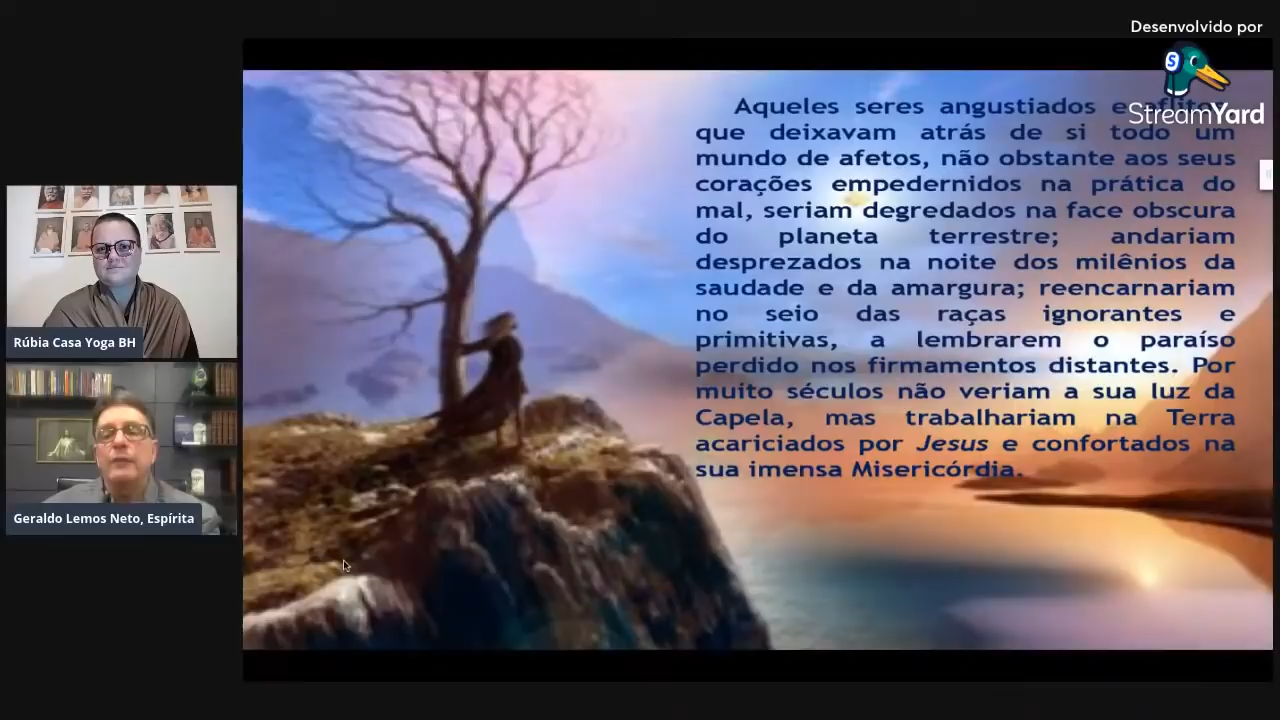 Desenvolvido por
StreamYard
Aqueles seres angustiados e
que deixavam atrás de si todo um
mundo de afetos, não obstante aos seus
corações empedernidos na prática do
mal, seriam degredados na face obscura
do planeta terrestre; andariam
desprezados na noite dos milênios da
saudade e da amargura; reencarnariam
no seio das raças ignorantes e
primitivas, a lembrarem o paraíso
perdido nos firmamentos distantes. Por
muito séculos não veriam a sua luz da
Capela, mas trabalhariam na Terra
acariciados por Jesus e confortados na
sua imensa Misericórdia.
Rúbia Casa Yoga BH
Geraldo Lemos Neto, Espírita